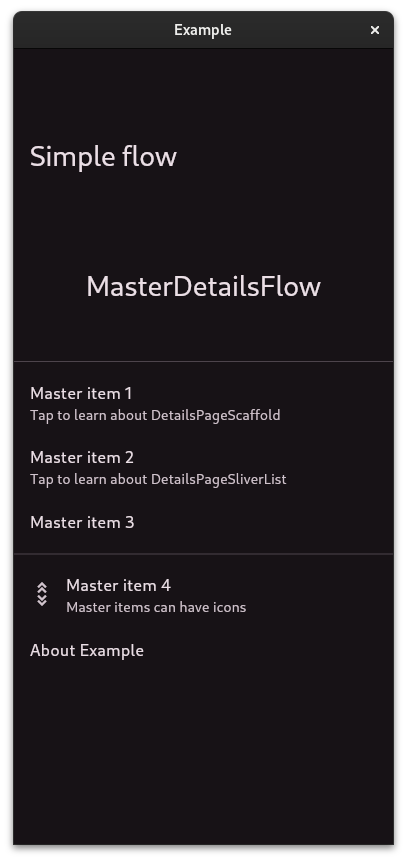 Example
Simple flow
MasterDetailsFlow
Master item 1
Tap to learn about DetailsPageScaffold
Master item 2
Tap to learn about DetailsPageSliverList
Master item 3
Master item 4
Master items can have icons
About Example